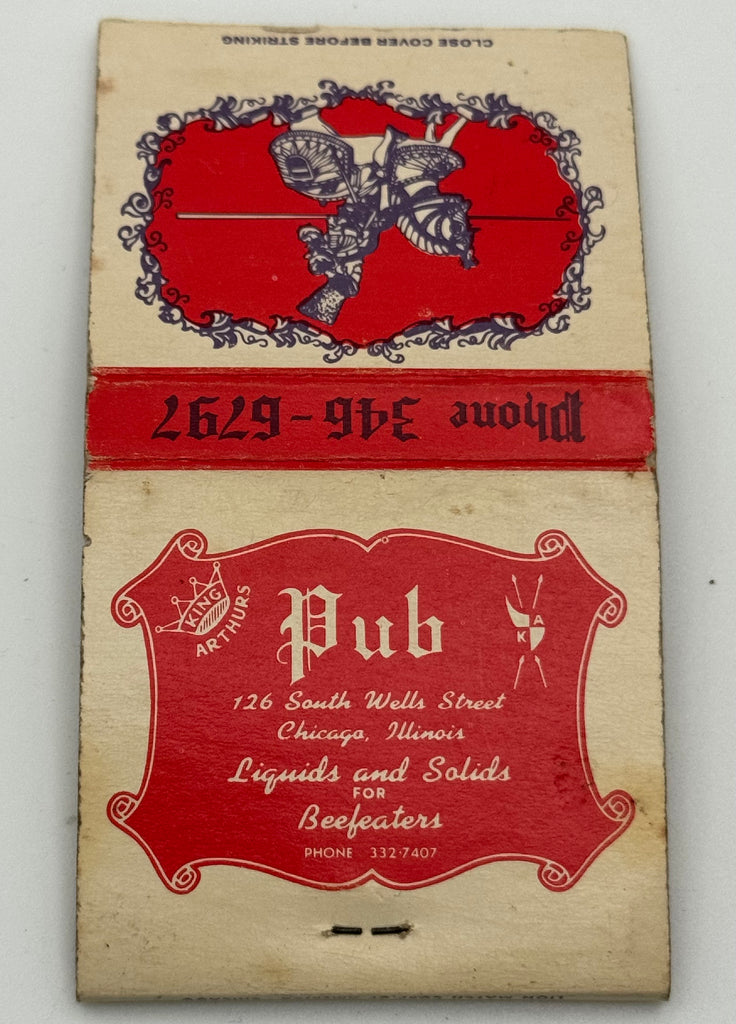 CLOSE COVER BEFORE STRIKING
Phone 346-6797
KING
ARTHURS
Pub
K A
126 South Wells Street
Chicago, Illinois
Liquids and Solids
FOR
Beefeaters
PHONE 332-7407